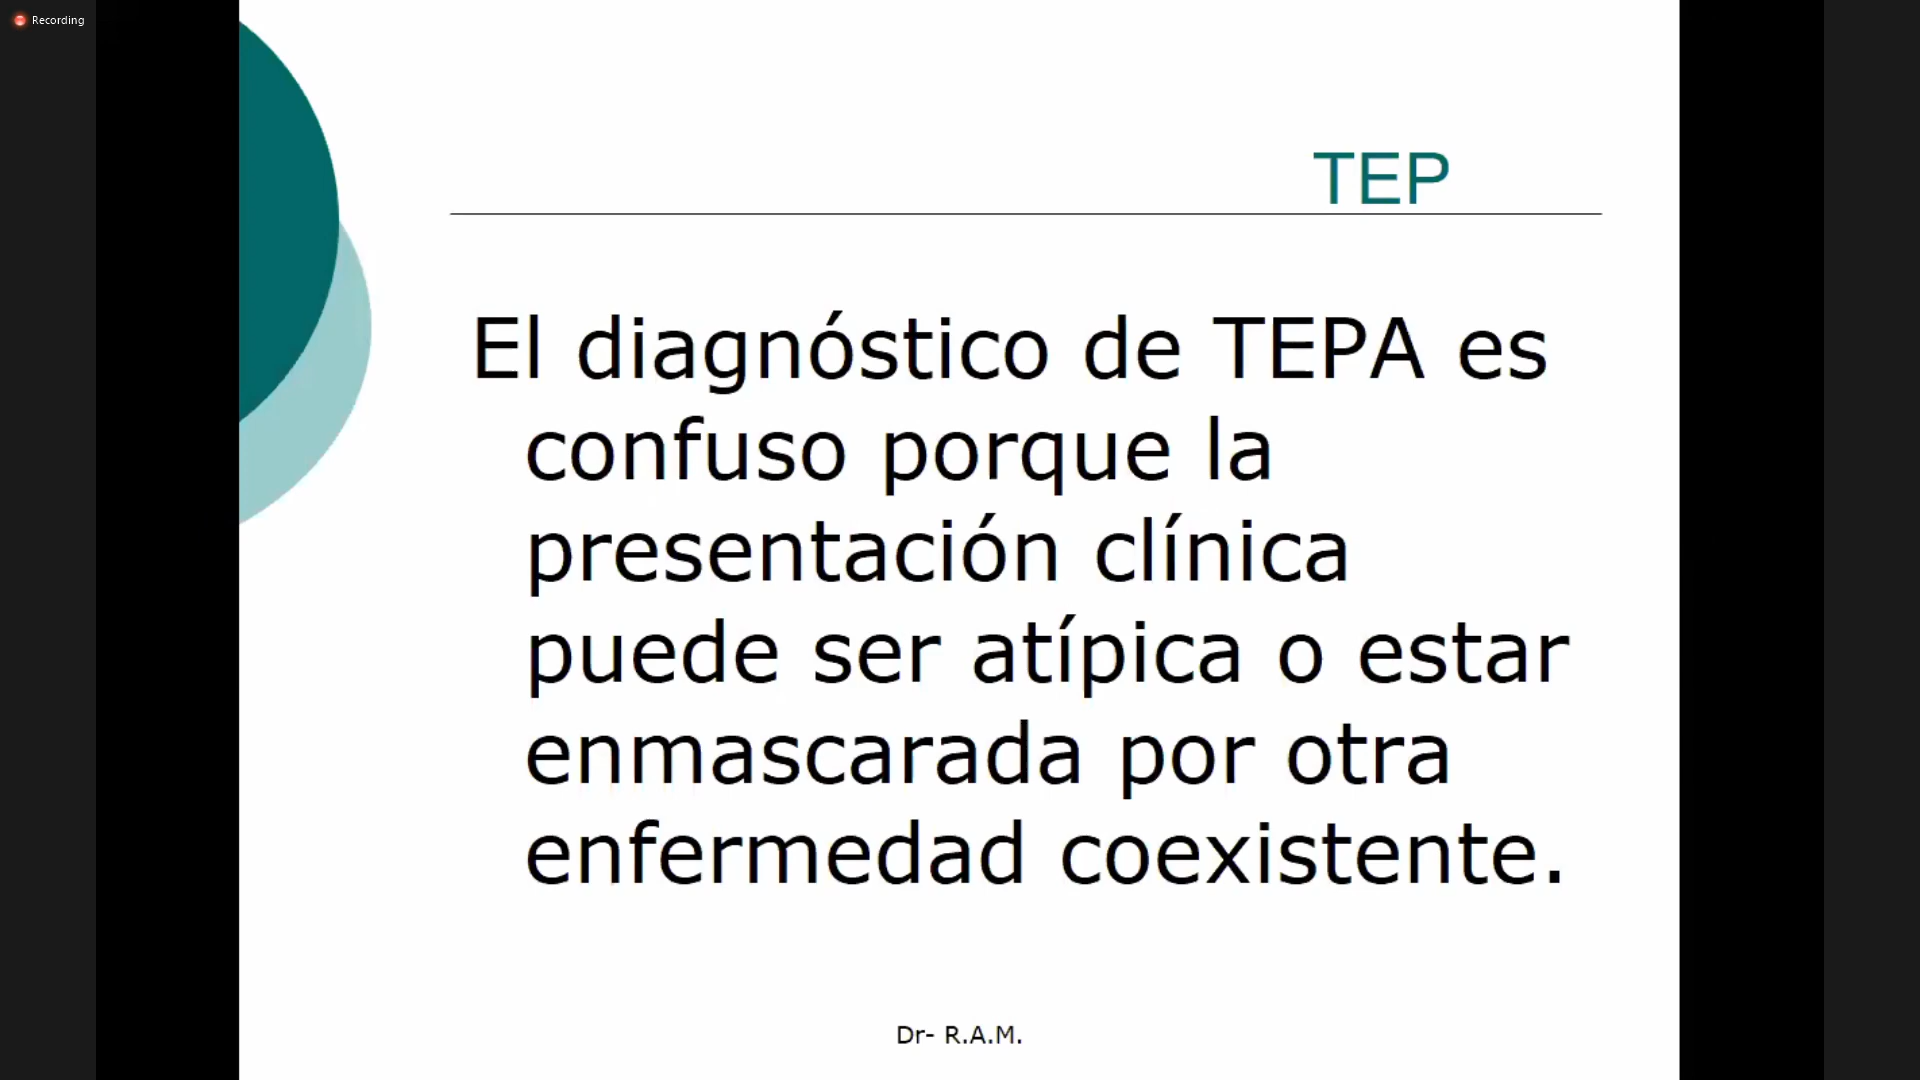 Recording
TEP
El diagnóstico de TEPA es
confuso porque la
presentación clínica
puede ser atípica o estar
enmascarada por otra
enfermedad coexistente.
Dr- R.A.M.